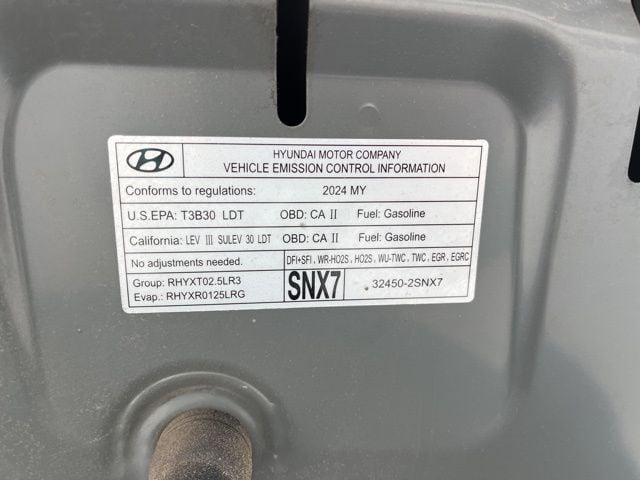 HYUNDAI MOTOR COMPANY
VEHICLE EMISSION CONTROL INFORMATION
Conforms to regulations: 2024 MY
U.S.EPA: T3B30 LDT OBD: CA II Fuel: Gasoline
California: LEV III SULEV 30 LDT OBD: CA II Fuel: Gasoline
No adjustments needed. DFI+SFI, WR-HO2S, HO2S, WU-TWC, TWC, EGR, EGRC
Group: RHYXT02.5LR3
Evap.: RHYXR0125LRG
SNX7
32450-2SNX7